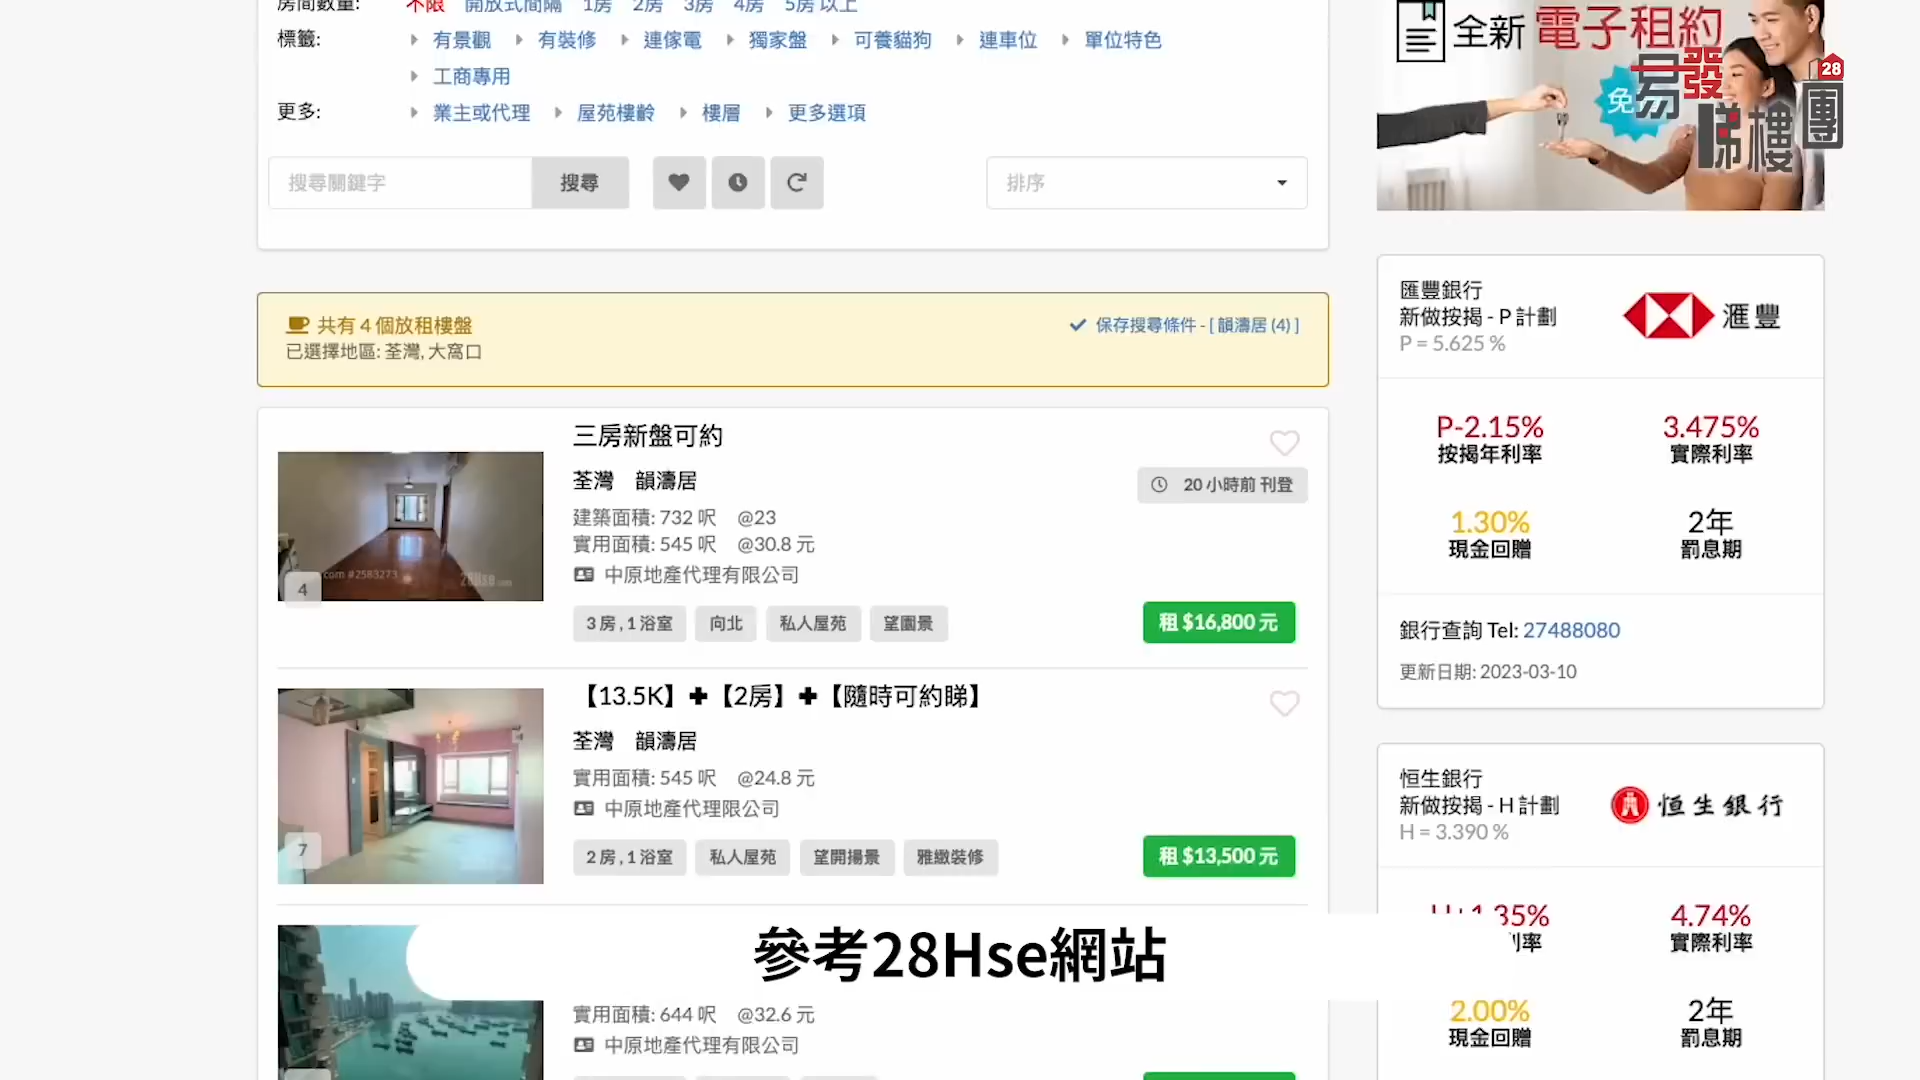 房間數量: 不限 開放式間隔 1房 2房 3房 4房 5房 以上
標籤: 有景觀 有裝修 連傢電 獨家盤 可養貓狗 連車位 單位特色
工商專用
更多: 業主或代理 屋苑樓齡 樓層 更多選項
搜尋關鍵字 搜尋 排序
全新 電子租約
免
易發睇樓團 28
共有 4 個放租樓盤
已選擇地區: 荃灣, 大窩口
保存搜尋條件 - [ 韻濤居 (4) ]
三房新盤可約
荃灣 韻濤居
20 小時前 刊登
建築面積: 732 呎 @23
實用面積: 545 呎 @30.8 元
中原地產代理有限公司
3 房 , 1 浴室 向北 私人屋苑 望園景
租 $16,800 元
4
com #2583273
28Hse.com
【13.5K】✚【2房】✚【隨時可約睇】
荃灣 韻濤居
實用面積: 545 呎 @24.8 元
中原地產代理限公司
2 房 , 1 浴室 私人屋苑 望開揚景 雅緻裝修
租 $13,500 元
7
參考28Hse網站
實用面積: 644 呎 @32.6 元
中原地產代理有限公司
匯豐銀行
新做按揭 - P 計劃
P = 5.625 %
滙豐
P-2.15% 3.475%
按揭年利率 實際利率
1.30% 2年
現金回贈 罰息期
銀行查詢 Tel: 27488080
更新日期: 2023-03-10
恒生銀行
新做按揭 - H 計劃
H = 3.390 %
恒生銀行
35% 4.74%
利率 實際利率
2.00% 2年
現金回贈 罰息期